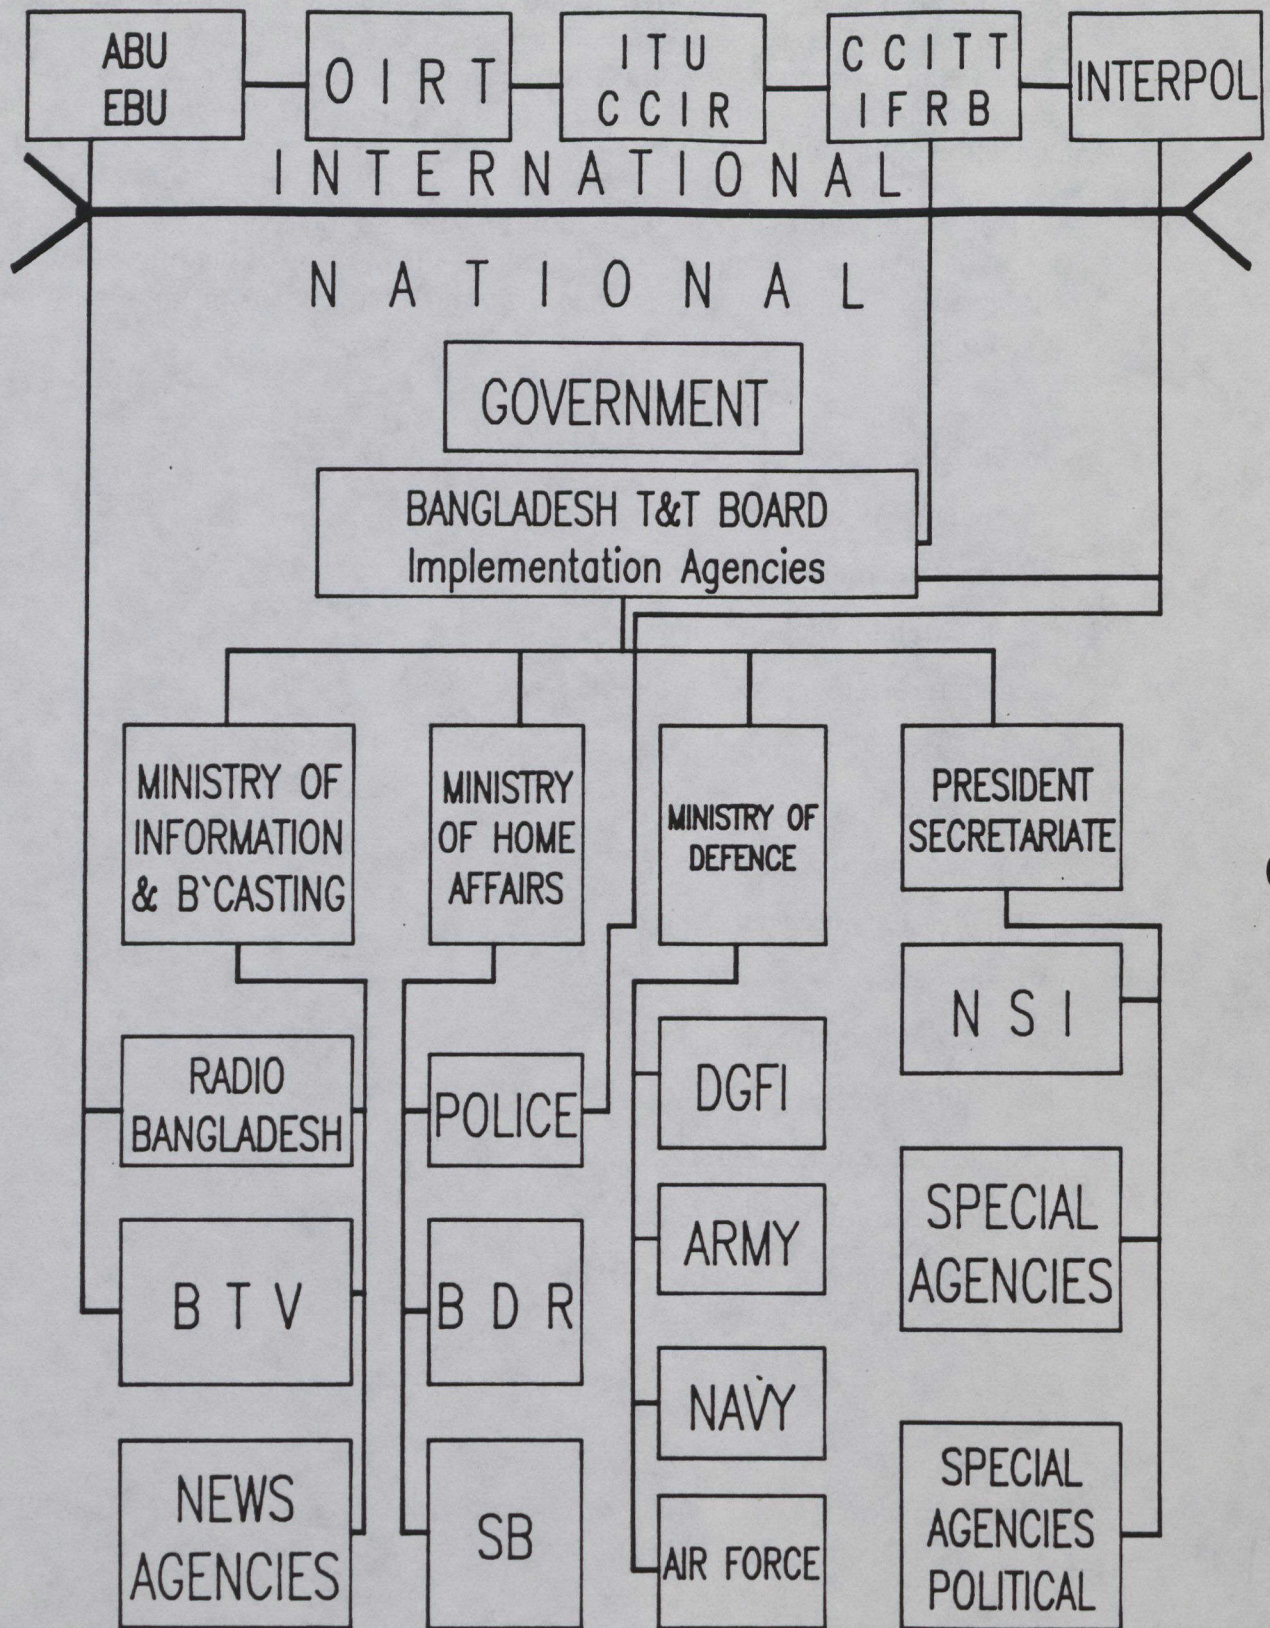 ABU
EBU
OIRT
ITU
CCIR
CCITT
IFRB
INTERPOL
INTERNATIONAL
NATIONAL
GOVERNMENT
BANGLADESH T&T BOARD
Implementation Agencies
MINISTRY OF
INFORMATION
& B`CASTING
MINISTRY
OF HOME
AFFAIRS
MINISTRY OF
DEFENCE
PRESIDENT
SECRETARIATE
RADIO
BANGLADESH
BTV
NEWS
AGENCIES
POLICE
BDR
SB
DGFI
ARMY
NAVY
AIR FORCE
NSI
SPECIAL
AGENCIES
SPECIAL
AGENCIES
POLITICAL